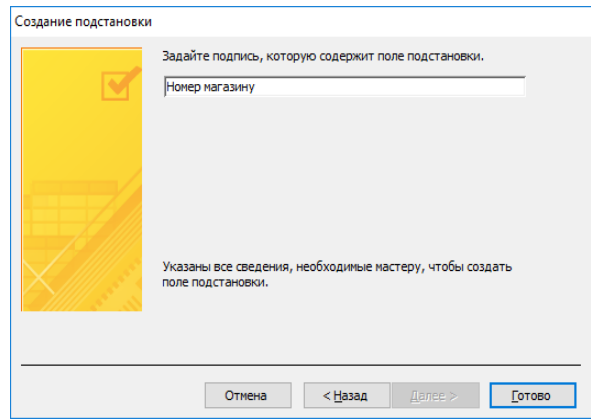 Создание подстановки
Задайте подпись, которую содержит поле подстановки.
Номер магазину
Указаны все сведения, необходимые мастеру, чтобы создать
поле подстановки.
Отмена < Назад Далее > Готово